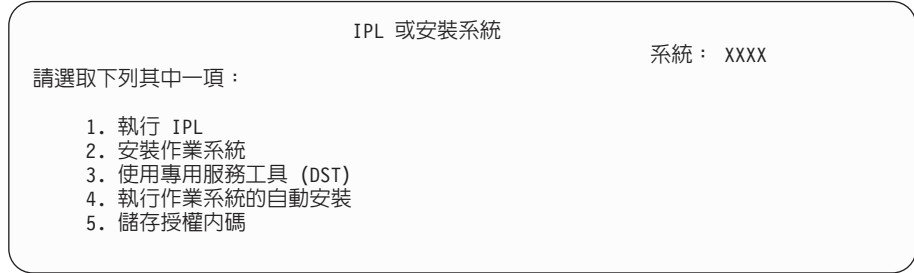 IPL 或安裝系統
系統： XXXX
請選取下列其中一項：
1. 執行 IPL
2. 安裝作業系統
3. 使用專用服務工具 (DST)
4. 執行作業系統的自動安裝
5. 儲存授權內碼